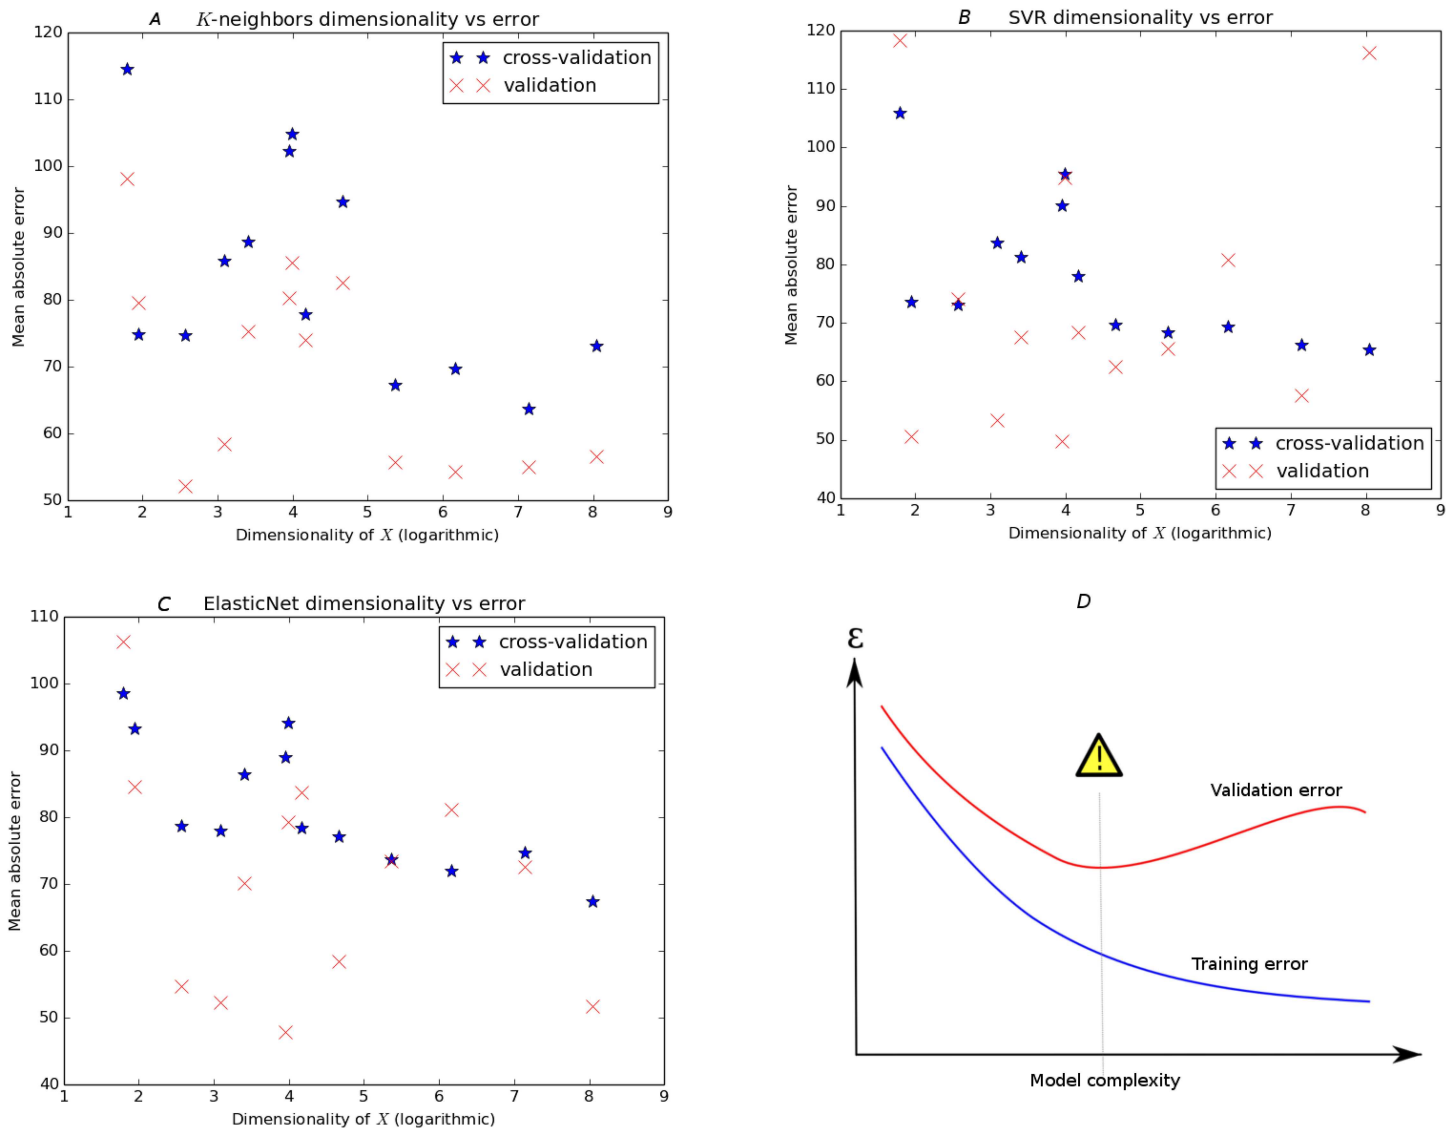 A K-neighbors dimensionality vs error
120
110
100
90
80
70
60
50
Mean absolute error
cross-validation
validation
1 2 3 4 5 6 7 8 9
Dimensionality of X (logarithmic)
B SVR dimensionality vs error
120
110
100
90
80
70
60
50
40
Mean absolute error
cross-validation
validation
1 2 3 4 5 6 7 8 9
Dimensionality of X (logarithmic)
C ElasticNet dimensionality vs error
110
100
90
80
70
60
50
40
Mean absolute error
cross-validation
validation
1 2 3 4 5 6 7 8 9
Dimensionality of X (logarithmic)
D
ε
!
Validation error
Training error
Model complexity